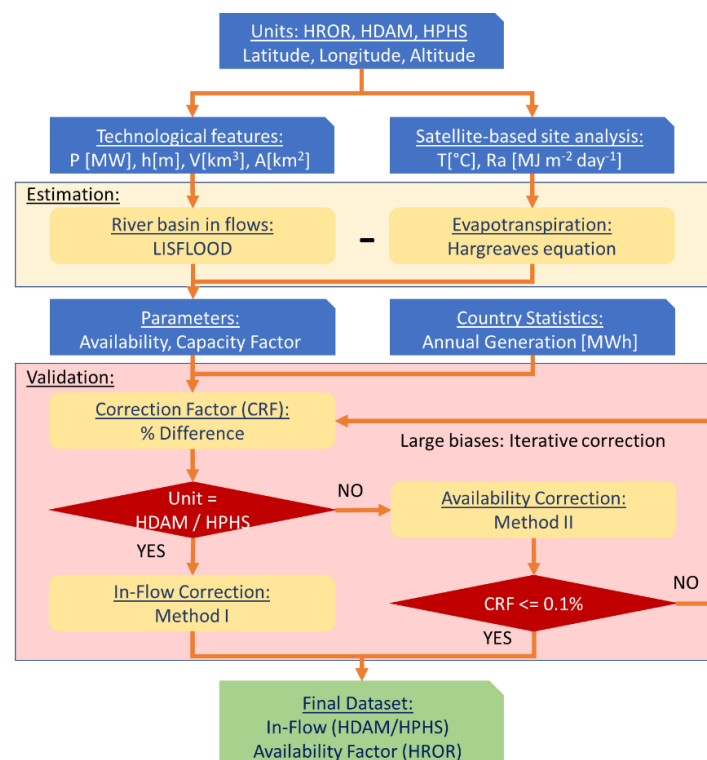 Units: HROR, HDAM, HPHS
Latitude, Longitude, Altitude
Technological features:
P [MW], h[m], V[km³], A[km²]
Satellite-based site analysis:
T[°C], Ra [MJ m⁻² day⁻¹]
Estimation:
River basin in flows:
LISFLOOD
-
Evapotranspiration:
Hargreaves equation
Parameters:
Availability, Capacity Factor
Country Statistics:
Annual Generation [MWh]
Validation:
Correction Factor (CRF):
% Difference
Large biases: Iterative correction
Unit =
HDAM / HPHS
NO
YES
Availability Correction:
Method II
In-Flow Correction:
Method I
CRF <= 0.1%
NO
YES
Final Dataset:
In-Flow (HDAM/HPHS)
Availability Factor (HROR)